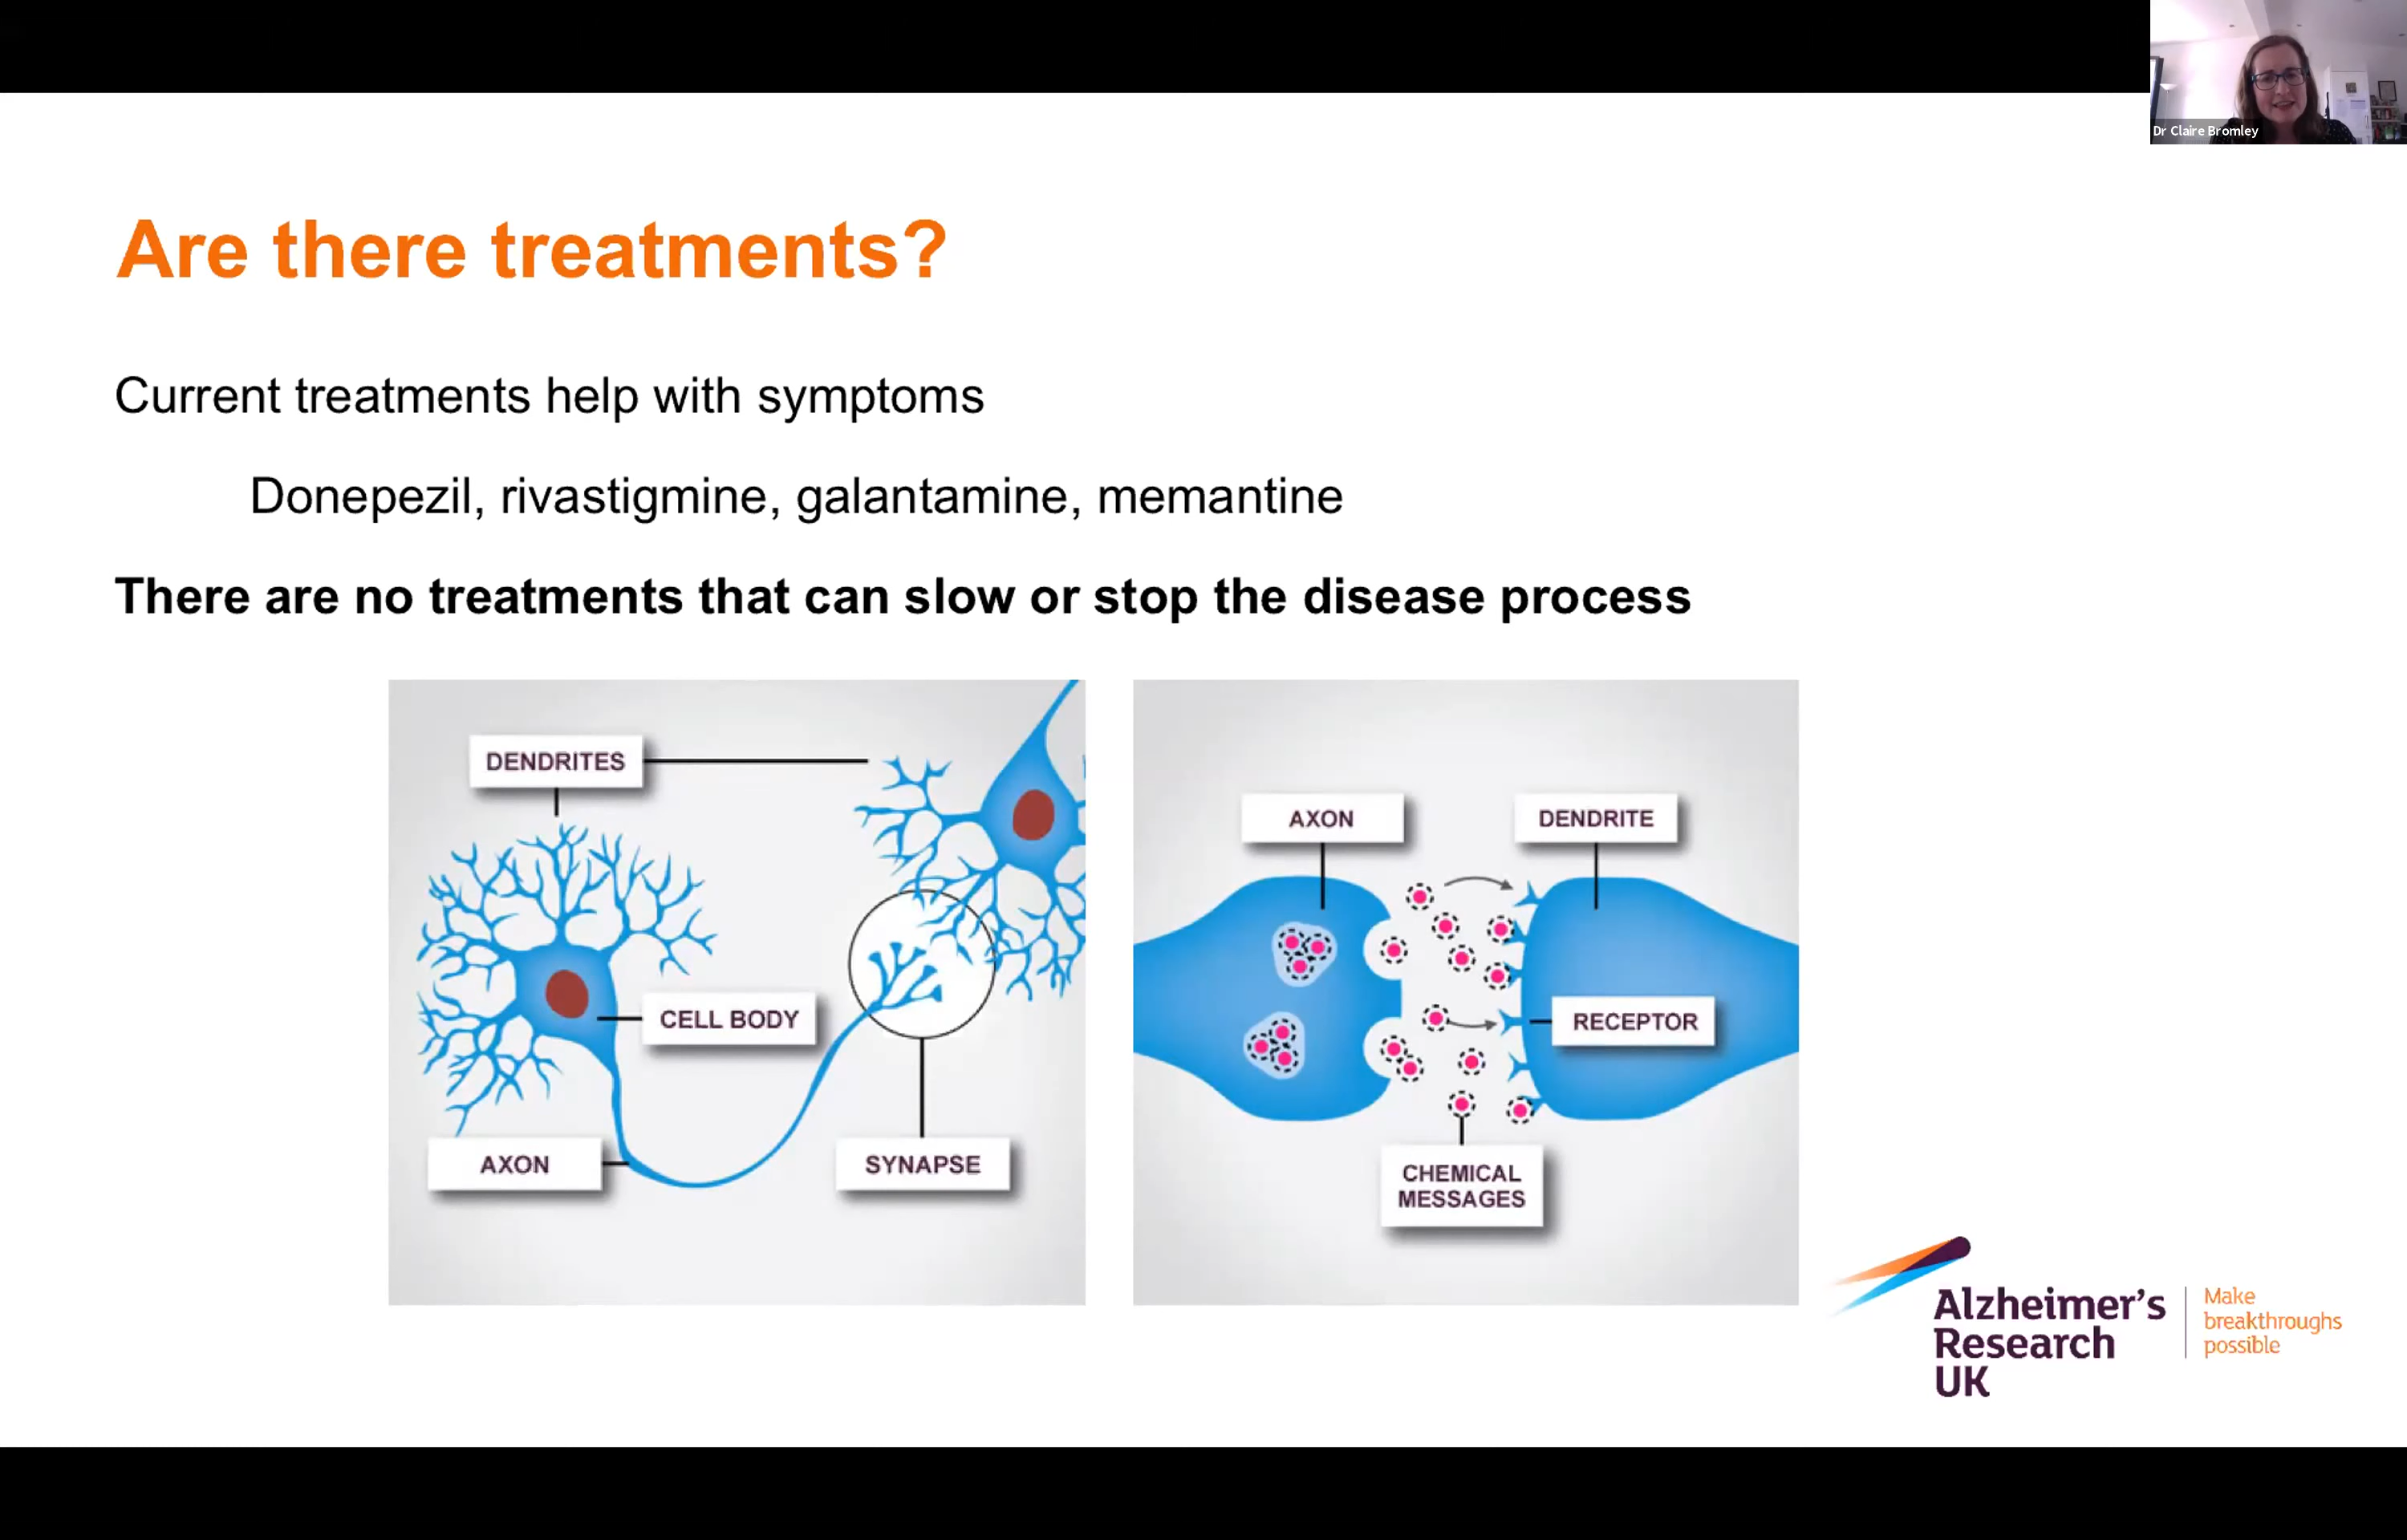 Dr Claire Bromley
Are there treatments?
Current treatments help with symptoms
Donepezil, rivastigmine, galantamine, memantine
There are no treatments that can slow or stop the disease process
DENDRITES
CELL BODY
AXON
SYNAPSE
AXON
DENDRITE
RECEPTOR
CHEMICAL
MESSAGES
Alzheimer's
Research
UK
Make
breakthroughs
possible